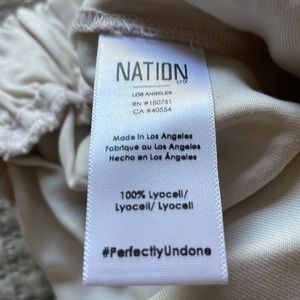 NATION
LTD
LOS ANGELES
RN #150751
CA #40554
Made in Los Angeles
Fabrique au Los Angeles
Hecho en Los Ángeles
100% Lyocell/
Lyocell/ Lyocell
#PerfectlyUndone